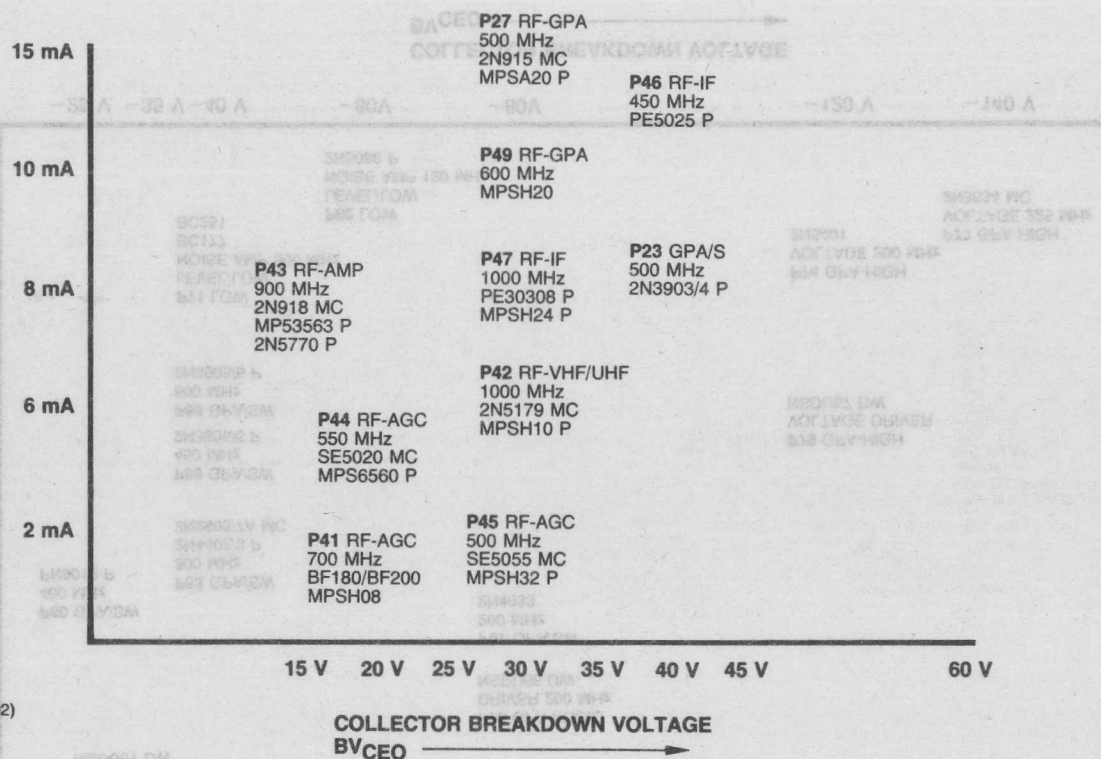 15 mA
P27 RF-GPA
500 MHz
2N915 MC
MPSA20 P
P46 RF-IF
450 MHz
PE5025 P
10 mA
P49 RF-GPA
600 MHz
MPSH20
8 mA
P43 RF-AMP
900 MHz
2N918 MC
MP53563 P
2N5770 P
P47 RF-IF
1000 MHz
PE30308 P
MPSH24 P
P23 GPA/S
500 MHz
2N3903/4 P
6 mA
P44 RF-AGC
550 MHz
SE5020 MC
MPS6560 P
P42 RF-VHF/UHF
1000 MHz
2N5179 MC
MPSH10 P
2 mA
P41 RF-AGC
700 MHz
BF180/BF200
MPSH08
P45 RF-AGC
500 MHz
SE5055 MC
MPSH32 P
15 V 20 V 25 V 30 V 35 V 40 V 45 V 60 V
2)
COLLECTOR BREAKDOWN VOLTAGE
BVCEO